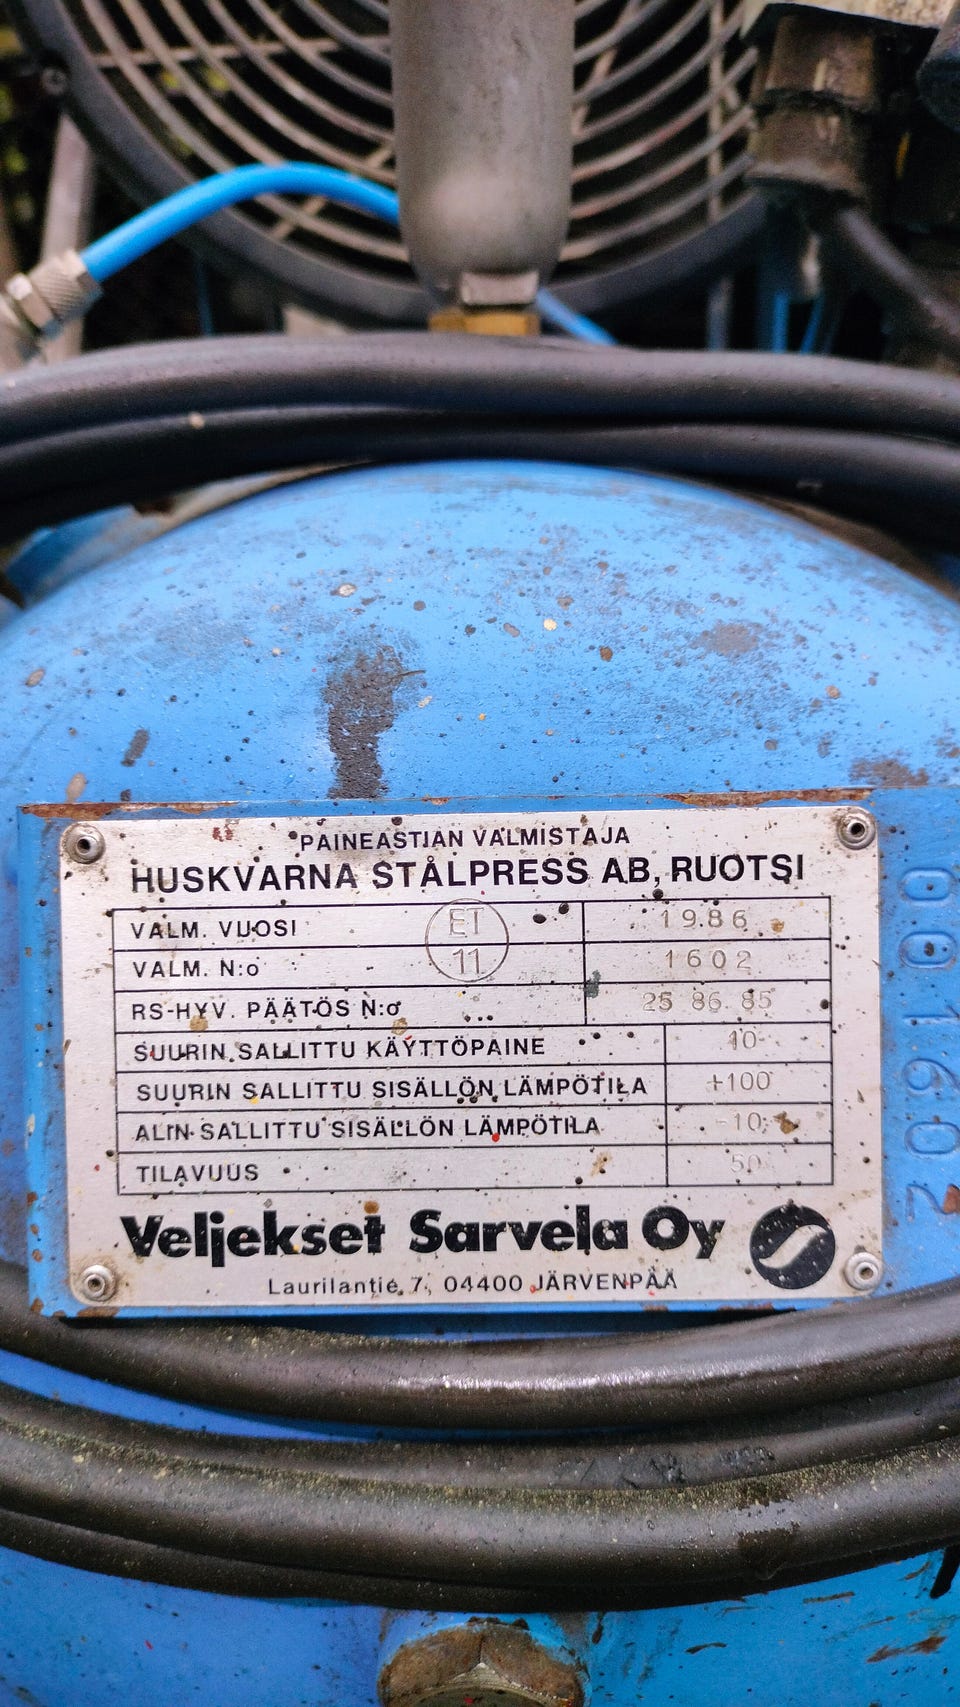 PAINEASTIAN VALMISTAJA
HUSKVARNA STÅLPRESS AB, RUOTSI
VALM. VUOSI 1986
ET
11
VALM. N:o 1602
RS-HYV. PÄÄTÖS N:o 25 86 85
SUURIN SALLITTU KÄYTTÖPAINE 10
SUURIN SALLITTU SISÄLLÖN LÄMPÖTILA +100
ALIN SALLITTU SISÄLLÖN LÄMPÖTILA -10
TILAVUUS 50
Veljekset Sarvela Oy
Laurilantie 7, 04400 JÄRVENPÄÄ
001602